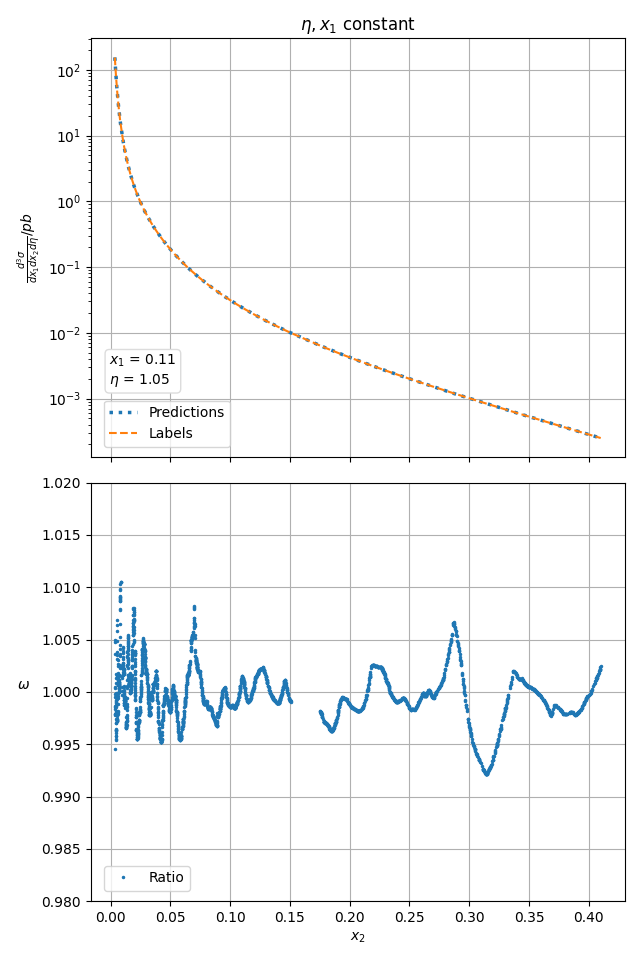 η, x₁ constant
10²
10¹
10⁰
10⁻¹
10⁻²
10⁻³
d³σ/dx₁dx₂dη /pb
x₁ = 0.11
η = 1.05
Predictions
Labels
1.020
1.015
1.010
1.005
1.000
0.995
0.990
0.985
0.980
ε
Ratio
0.00 0.05 0.10 0.15 0.20 0.25 0.30 0.35 0.40
x₂